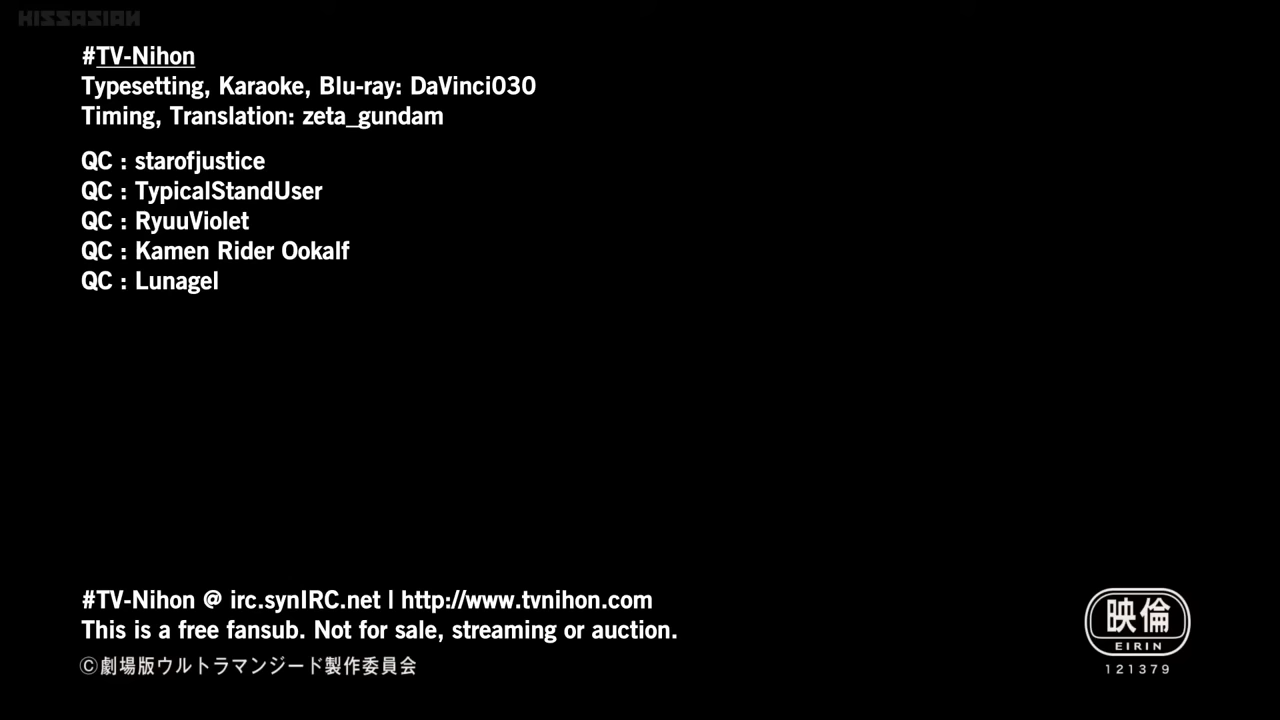 KISSASIAN
#TV-Nihon
Typesetting, Karaoke, Blu-ray: DaVinci030
Timing, Translation: zeta_gundam
QC : starofjustice
QC : TypicalStandUser
QC : RyuuViolet
QC : Kamen Rider Ookalf
QC : Lunagel
#TV-Nihon @ irc.synIRC.net | http://www.tvnihon.com
This is a free fansub. Not for sale, streaming or auction.
©劇場版ウルトラマンジード製作委員会
映倫
EIRIN
121379